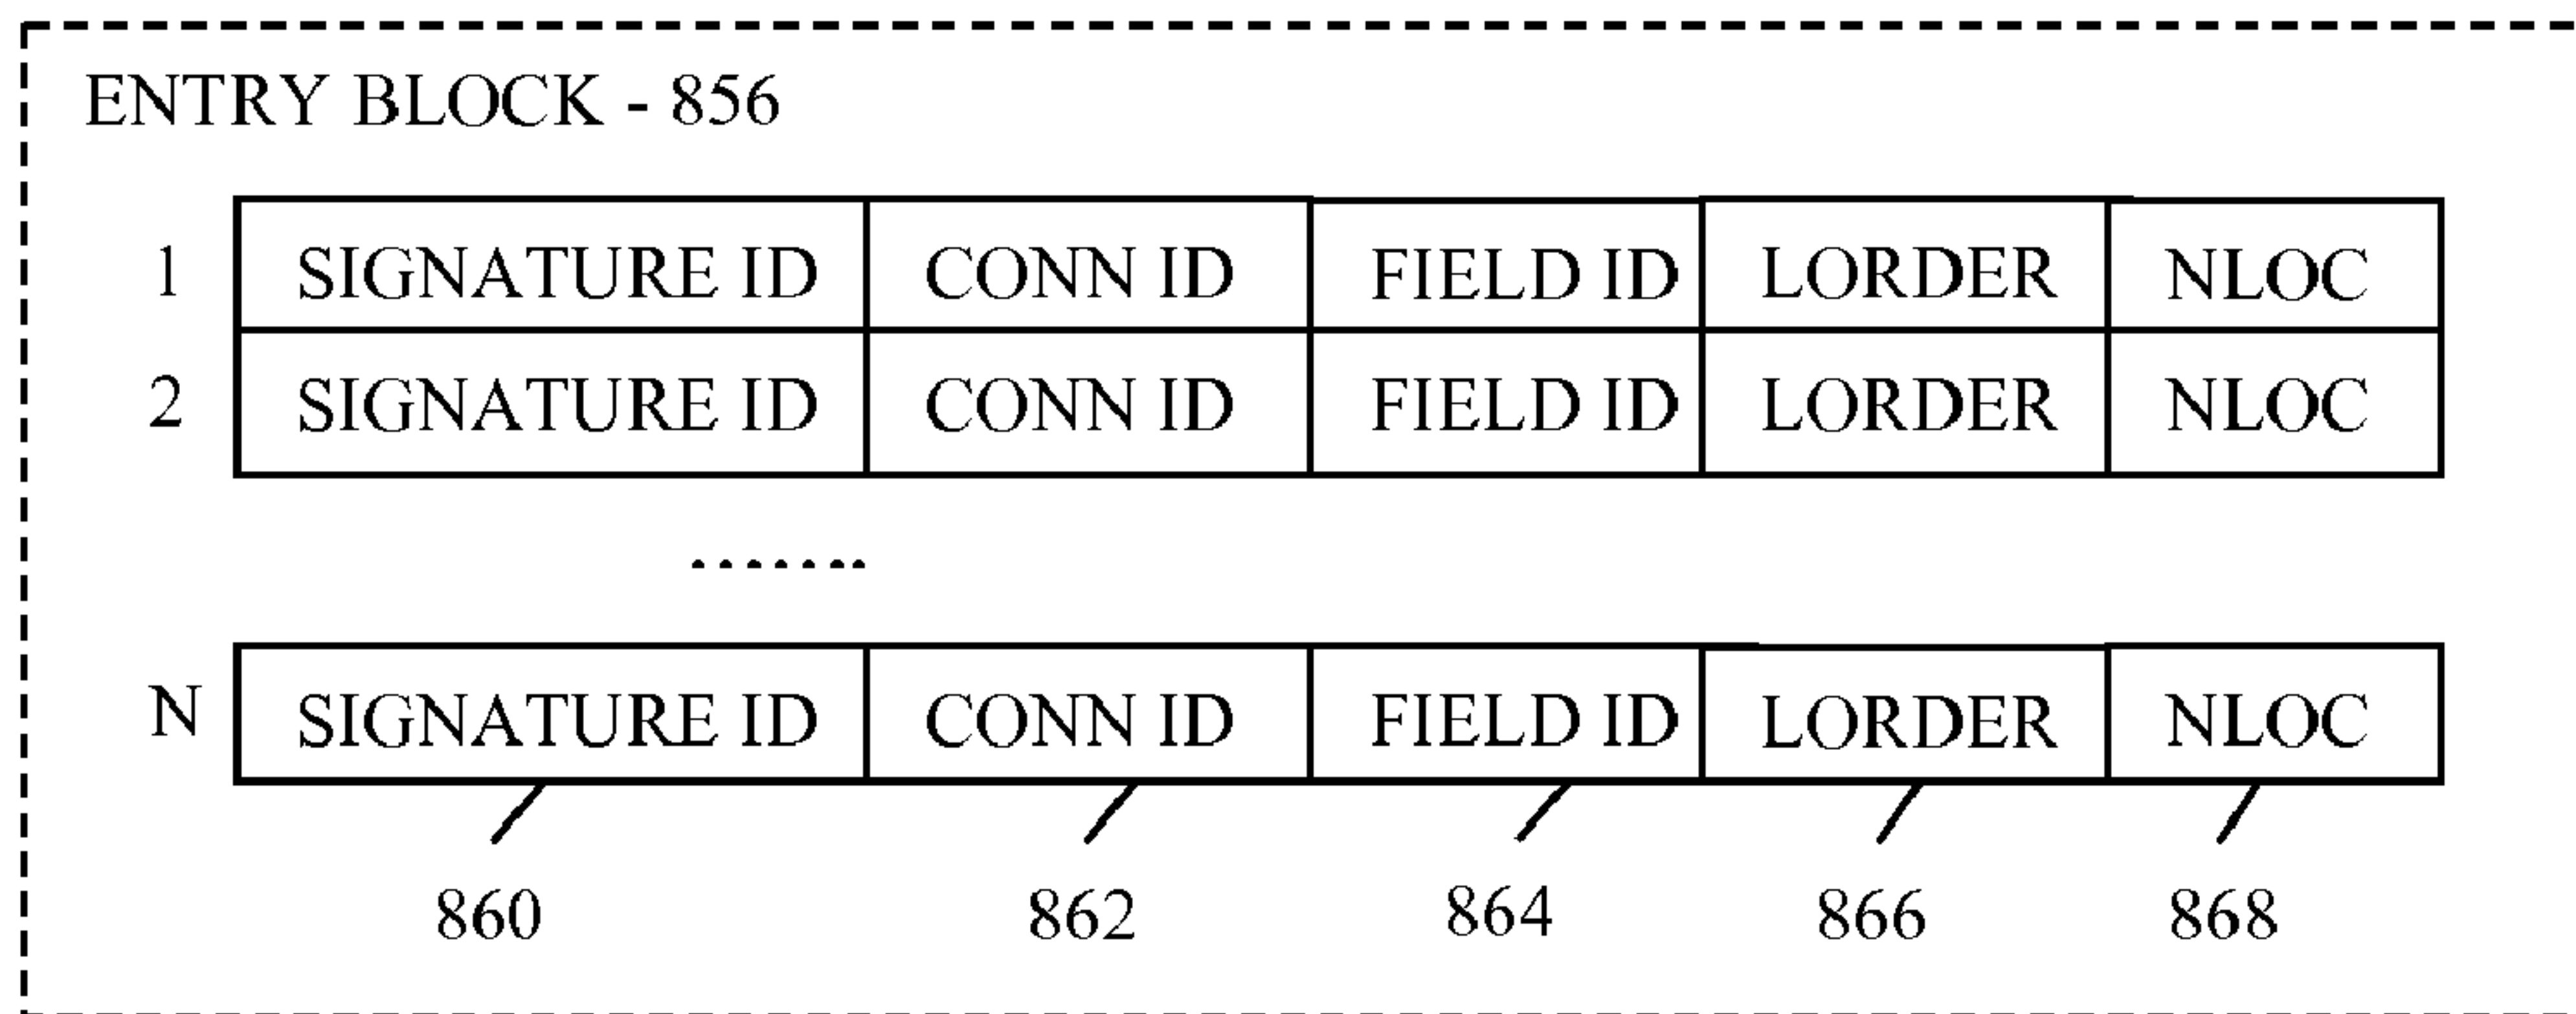 ENTRY BLOCK - 856
1 SIGNATURE ID CONN ID FIELD ID LORDER NLOC
2 SIGNATURE ID CONN ID FIELD ID LORDER NLOC
.......
N SIGNATURE ID CONN ID FIELD ID LORDER NLOC
860 862 864 866 868